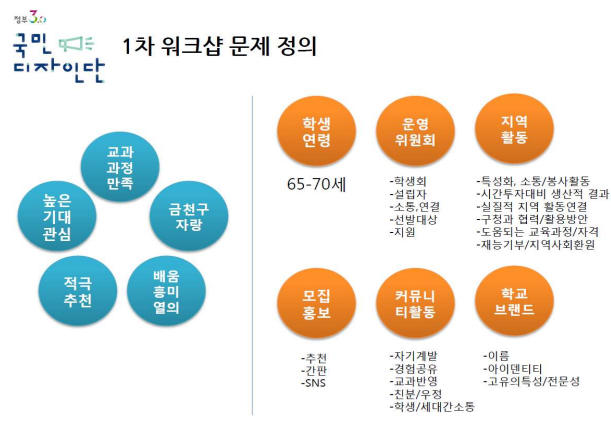 정부3.0
국민
디자인단
1차 워크샵 문제 정의
교과
과정
만족
높은
기대
관심
금천구
자랑
적극
추천
배움
흥미
열의
학생
연령
65-70세
운영
위원회
-학생회
-설립자
-소통,연결
-선발대상
-지원
지역
활동
-특성화, 소통/봉사활동
-시간투자대비 생산적 결과
-실질적 지역 활동연결
-구청과 협력/활용방안
-도움되는 교육과정/자격
-재능기부/지역사회환원
모집
홍보
-추천
-간판
-SNS
커뮤니
티활동
-자기계발
-경험공유
-교과반영
-친분/우정
-학생/세대간소통
학교
브랜드
-이름
-아이덴티티
-고유의특성/전문성